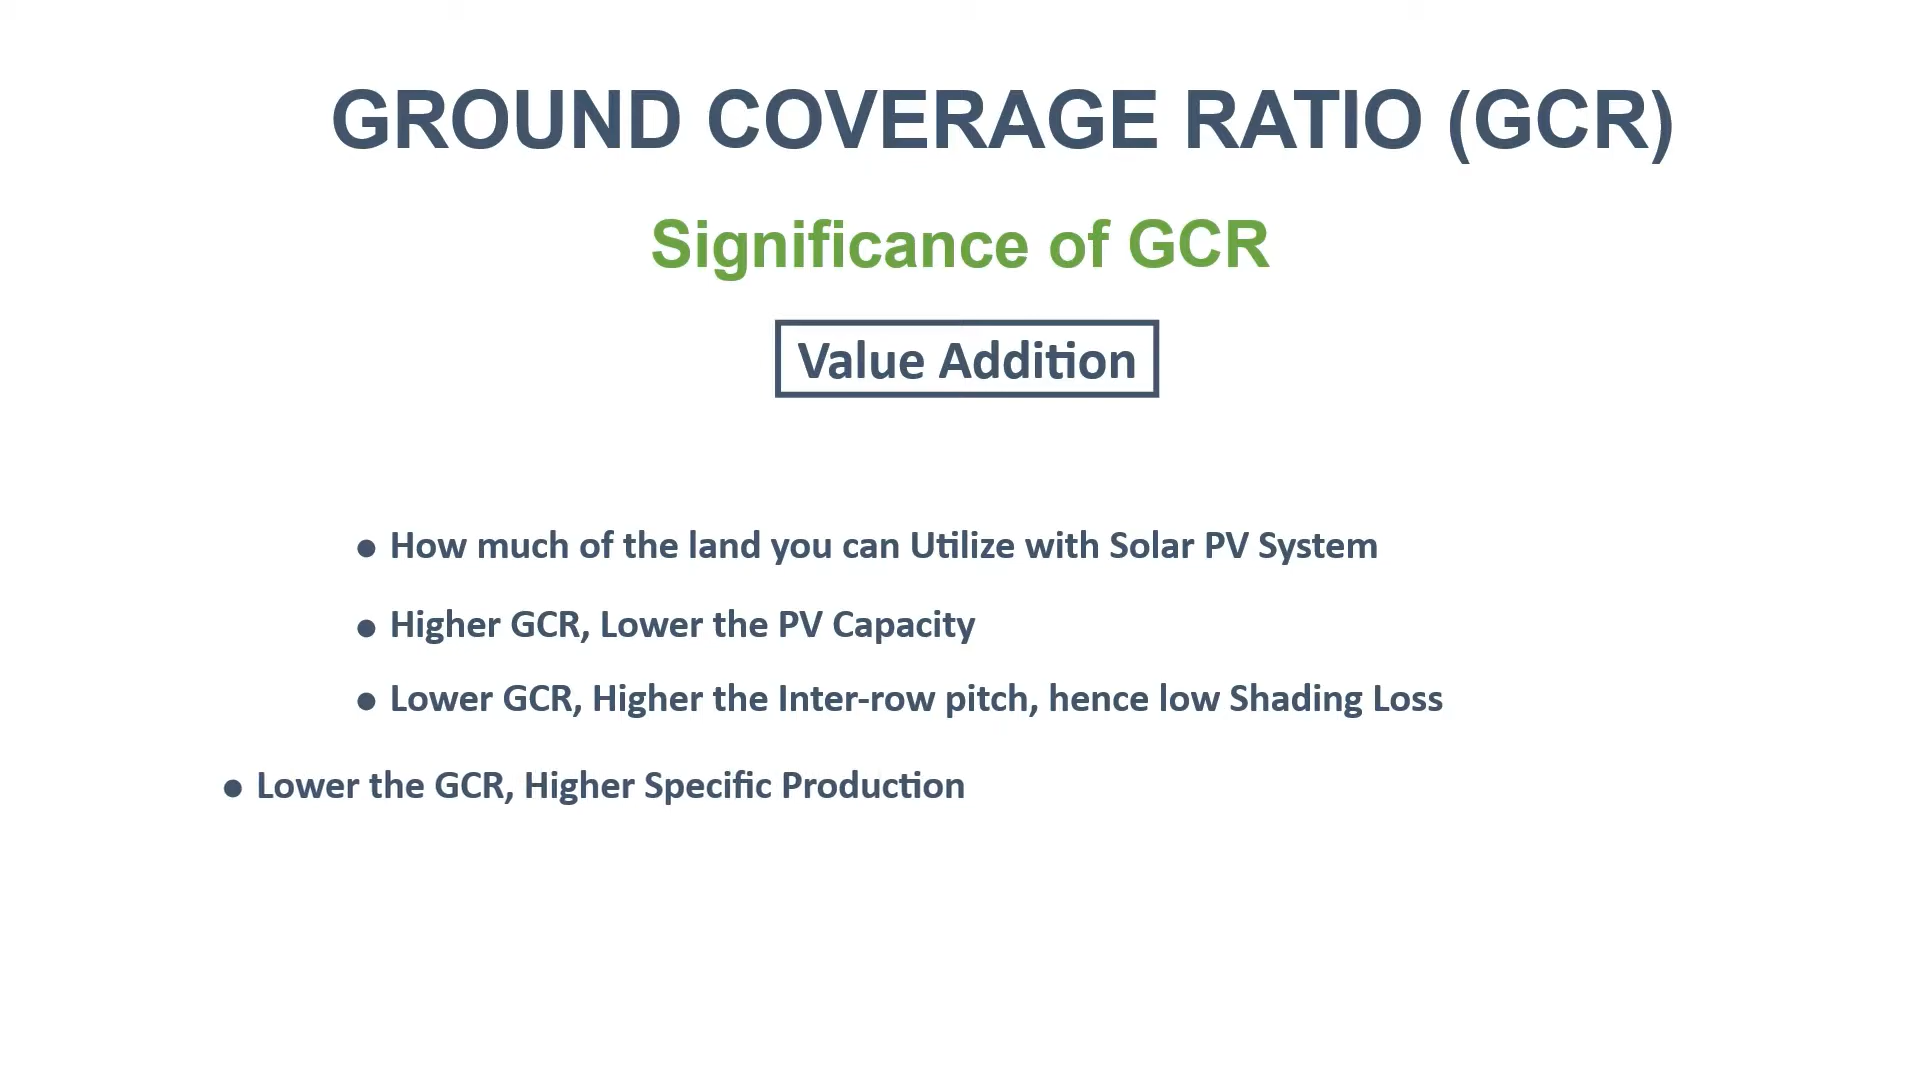 GROUND COVERAGE RATIO (GCR)
Significance of GCR
Value Addition
● How much of the land you can Utilize with Solar PV System
● Higher GCR, Lower the PV Capacity
● Lower GCR, Higher the Inter-row pitch, hence low Shading Loss
● Lower the GCR, Higher Specific Production